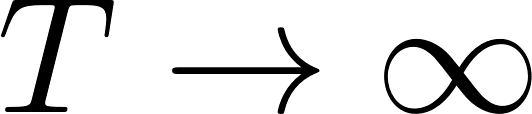 T → ∞